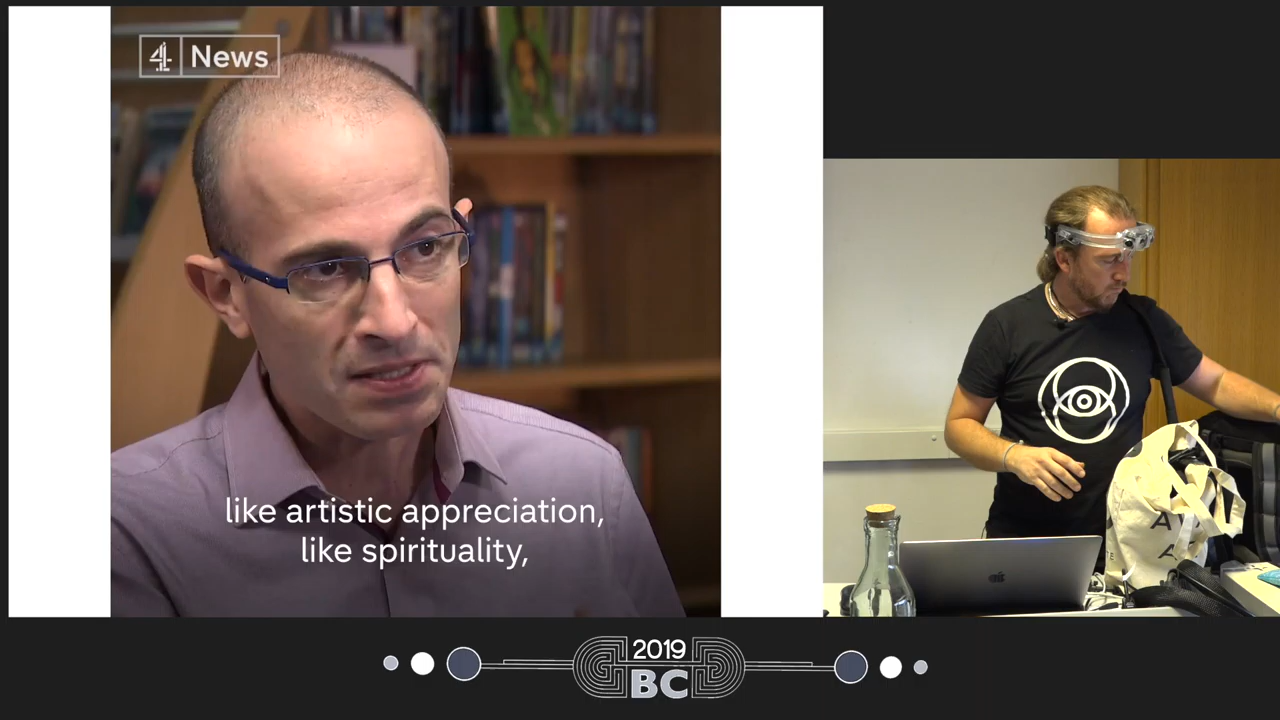 4 News
like artistic appreciation,
like spirituality,
2019
BC